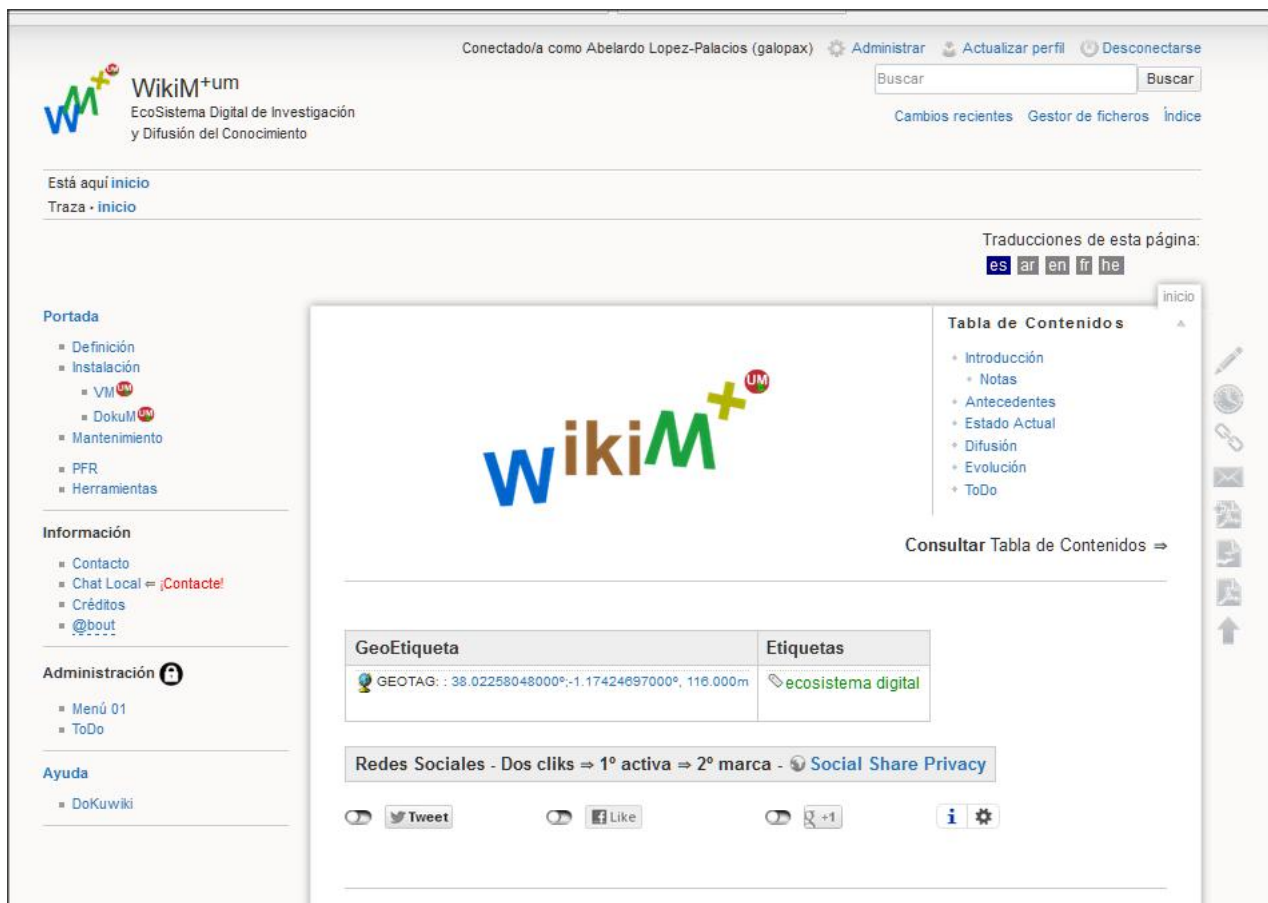 Conectado/a como Abelardo Lopez-Palacios (galopax) Administrar Actualizar perfil Desconectarse
WM+UM
WikiM+um
EcoSistema Digital de Investigación
y Difusión del Conocimiento
Buscar Buscar
Cambios recientes Gestor de ficheros Índice
Está aquí inicio
Traza • inicio
Traducciones de esta página:
es ar en fr he
inicio
Portada
Definición
Instalación
VM UM
DokuM UM
Mantenimiento
PFR
Herramientas
Información
Contacto
Chat Local ⇐ ¡Contacte!
Créditos
@bout
Administración
Menú 01
ToDo
Ayuda
DoKuwiki
WikiM+UM
Tabla de Contenidos
Introducción
Notas
Antecedentes
Estado Actual
Difusión
Evolución
ToDo
Consultar Tabla de Contenidos ⇒
GeoEtiqueta Etiquetas
GEOTAG: : 38.02258048000º;-1.17424697000º, 116.000m ecosistema digital
Redes Sociales - Dos cliks ⇒ 1º activa ⇒ 2º marca - Social Share Privacy
Tweet Like g +1 i